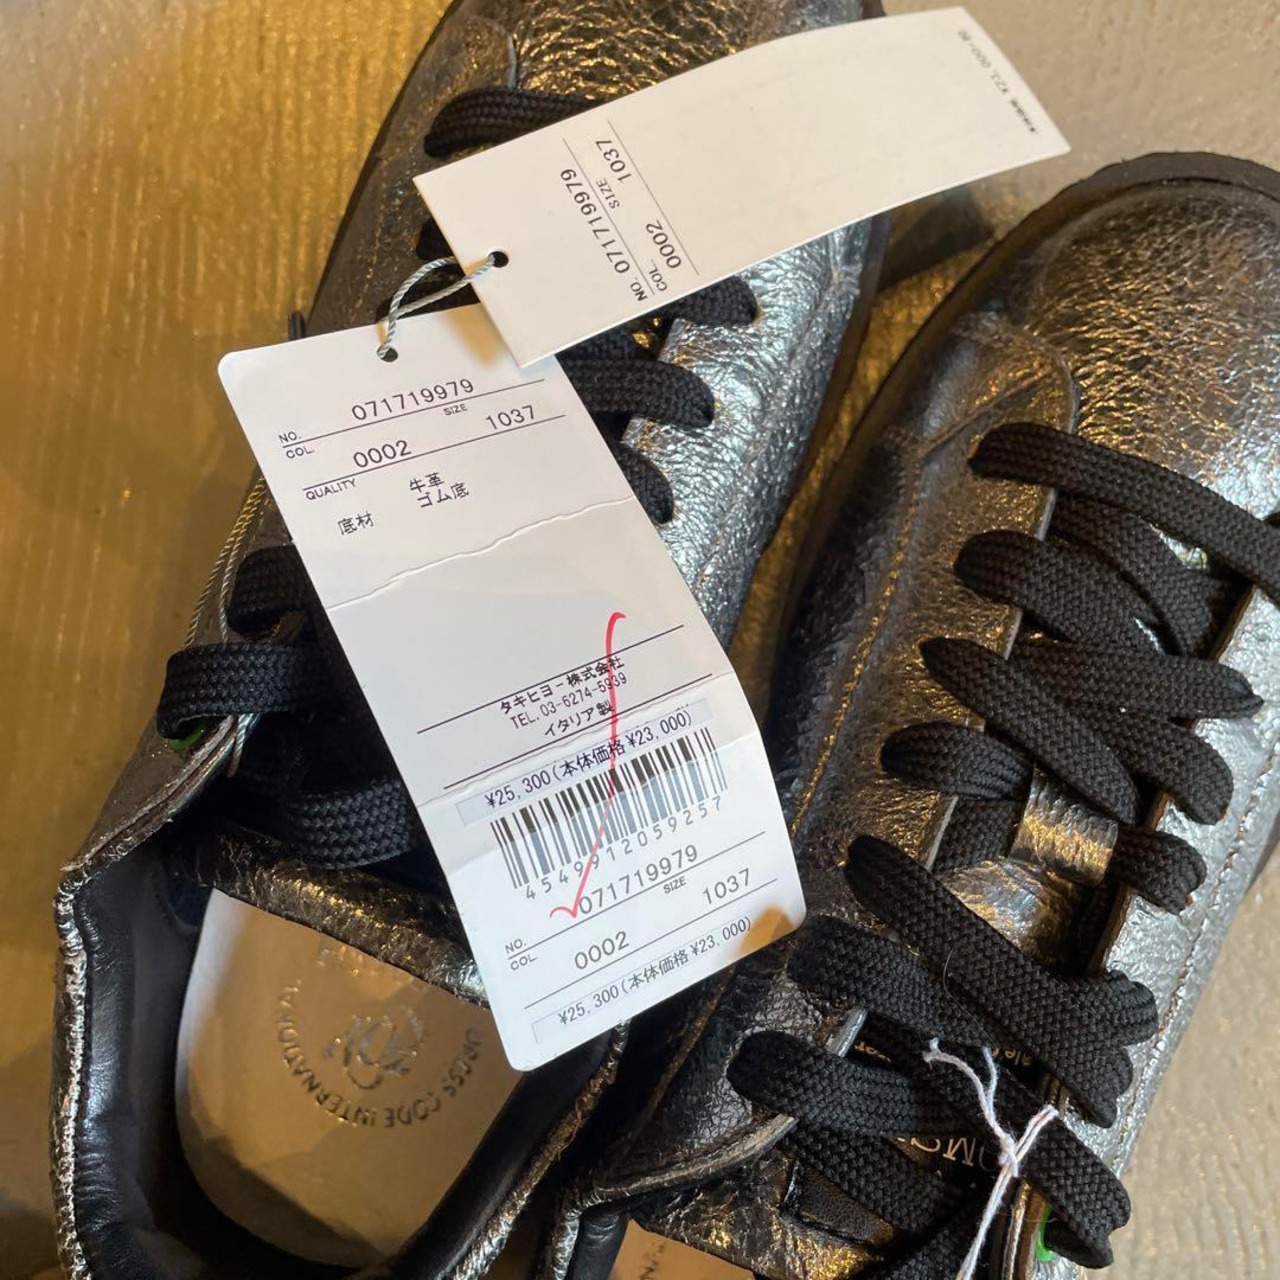 ¥23,000+税
NO. 071719979
COL. SIZE
0002 1037
NO. 071719979
COL. SIZE
0002 1037
QUALITY 牛革
底材 ゴム底
タキヒヨー株式会社
TEL. 03-6274-5939
イタリア製
¥25,300(本体価格¥23,000)
4549912059257
NO. 071719979
COL. SIZE
0002 1037
¥25,300(本体価格¥23,000)
DRESS CODE INTERNATIONAL